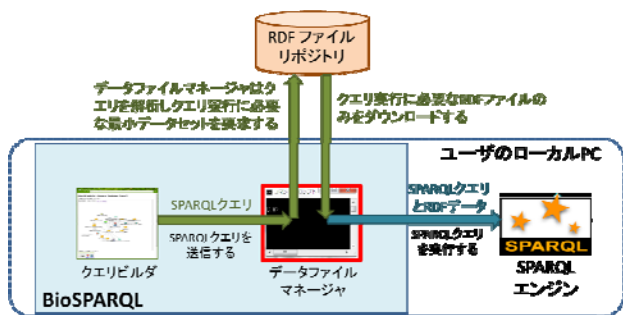 RDF ファイル
リポジトリ
データファイルマネージャはク
エリを解析しクエリ実行に必要
な最小データセットを要求する
クエリ実行に必要なRDFファイルの
みをダウンロードする
ユーザのローカルPC
SPARQLクエリ
SPARQLクエリを
送信する
SPARQLクエリ
とRDFデータ
SPARQLクエリ
を実行する
SPARQL
クエリビルダ
データファイル
マネージャ
SPARQL
エンジン
BioSPARQL